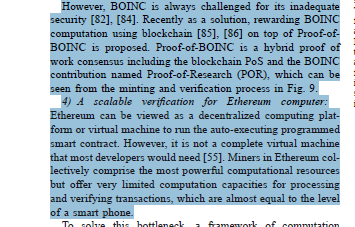 However, BOINC is always challenged for its inadequate
security [82], [84]. Recently as a solution, rewarding BOINC
computation using blockchain [85], [86] on top of Proof-of-
BOINC is proposed. Proof-of-BOINC is a hybrid proof of
work consensus including the blockchain PoS and the BOINC
contribution named Proof-of-Research (POR), which can be
seen from the minting and verification process in Fig. 9.
4) A scalable verification for Ethereum computer:
Ethereum can be viewed as a decentralized computing plat-
form or virtual machine to run the auto-executing programmed
smart contract. However, it is not a complete virtual machine
that most developers would need [55]. Miners in Ethereum col-
lectively comprise the most powerful computational resources
but offer very limited computation capacities for processing
and verifying transactions, which are almost equal to the level
of a smart phone.
To solve this bottleneck, a framework of computation